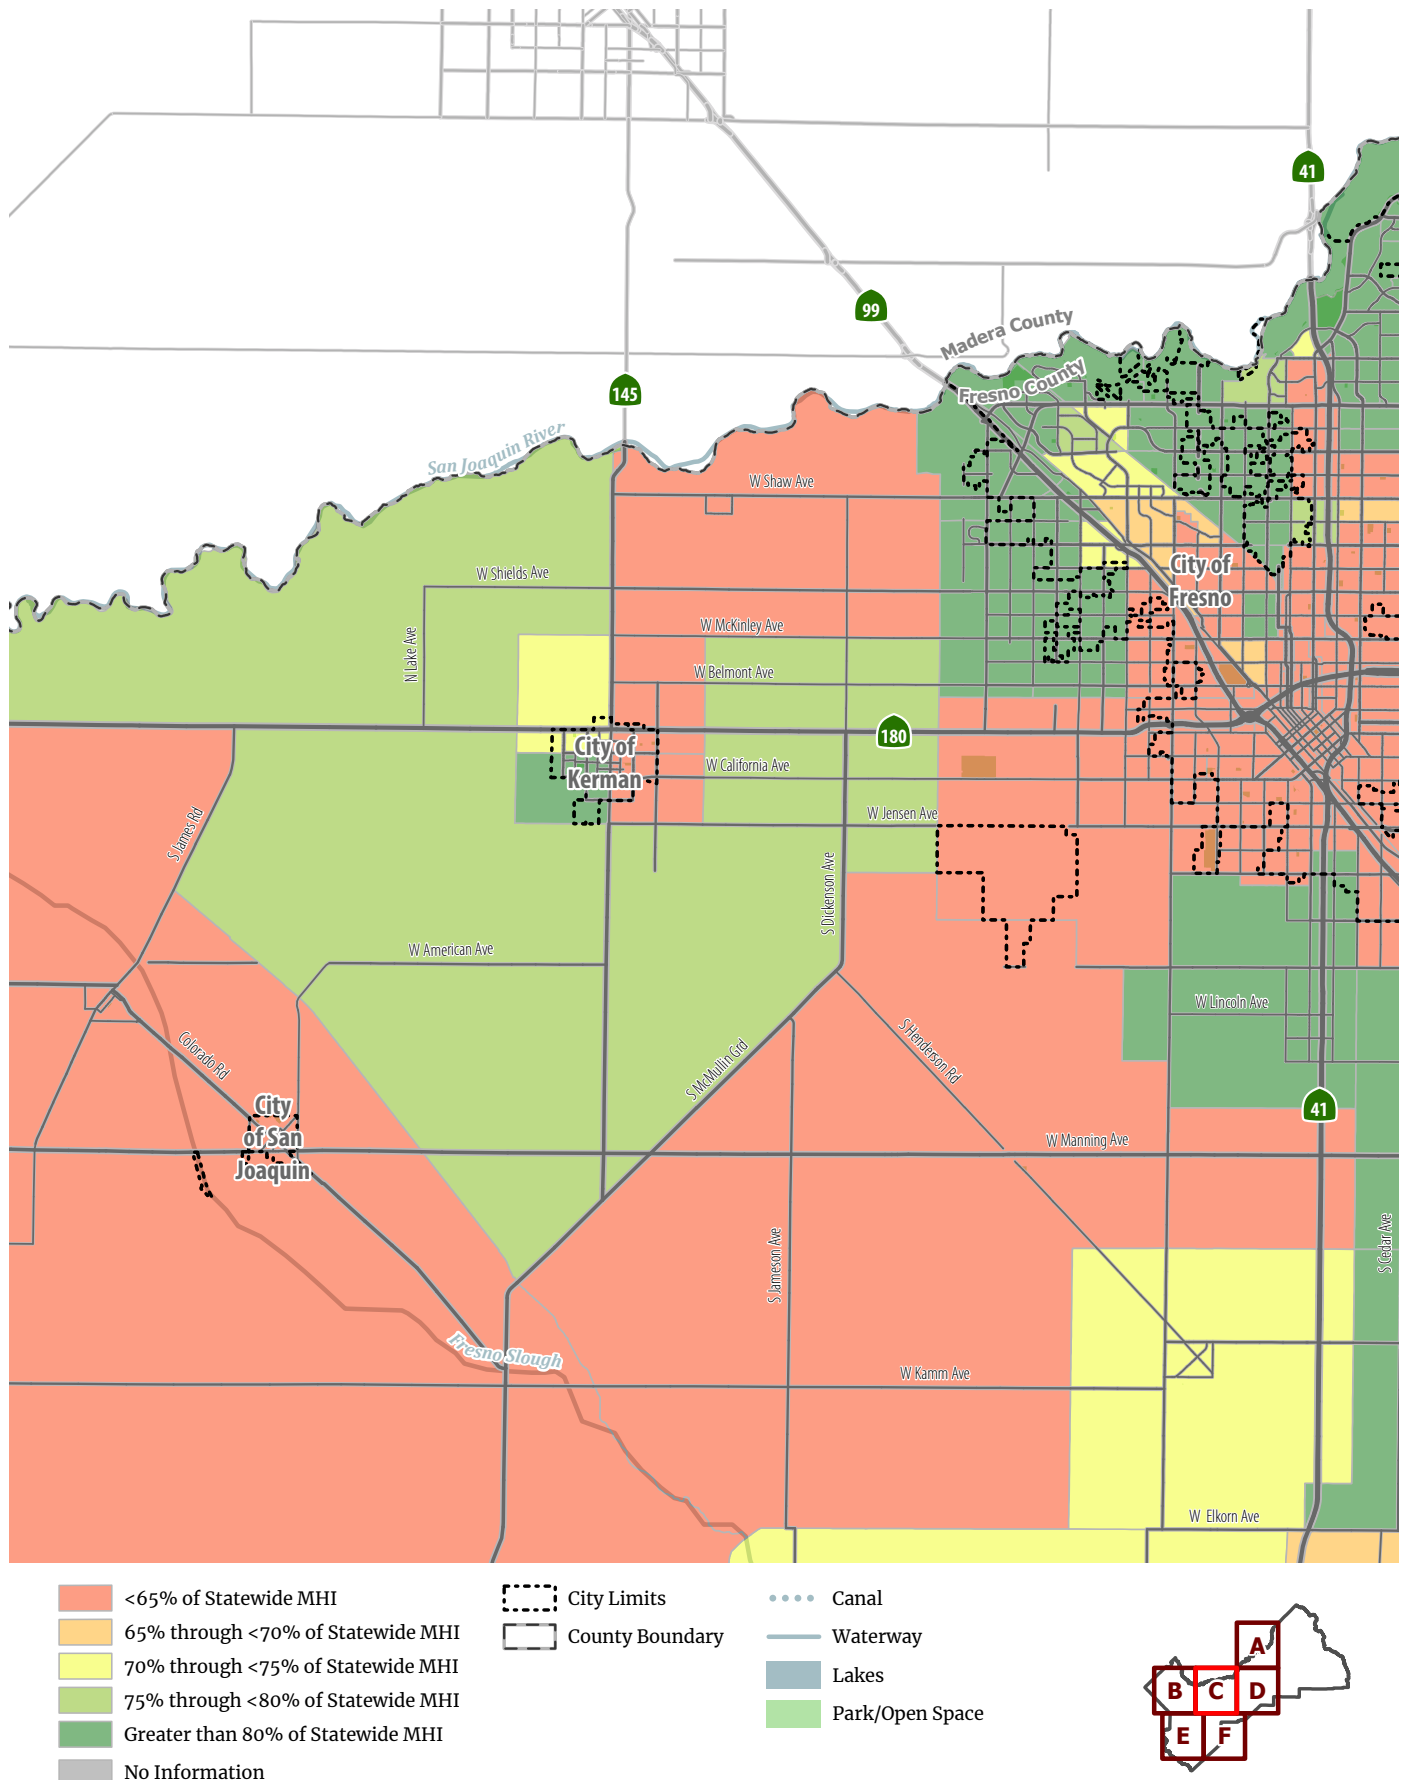 41
99
Madera County
Fresno County
145
San Joaquin River
W Shaw Ave
City of
Fresno
W Shields Ave
N Lake Ave
W McKinley Ave
W Belmont Ave
180
City of
Kerman
W California Ave
W Jensen Ave
S James Rd
S Dickenson Ave
W American Ave
W Lincoln Ave
Colorado Rd
S McMullin Grd
S Henderson Rd
City
of San
Joaquin
41
W Manning Ave
S Jameson Ave
S Cedar Ave
Fresno Slough
W Kamm Ave
W Elkorn Ave
<65% of Statewide MHI
65% through <70% of Statewide MHI
70% through <75% of Statewide MHI
75% through <80% of Statewide MHI
Greater than 80% of Statewide MHI
No Information
City Limits
County Boundary
Canal
Waterway
Lakes
Park/Open Space
A
B C D
E F